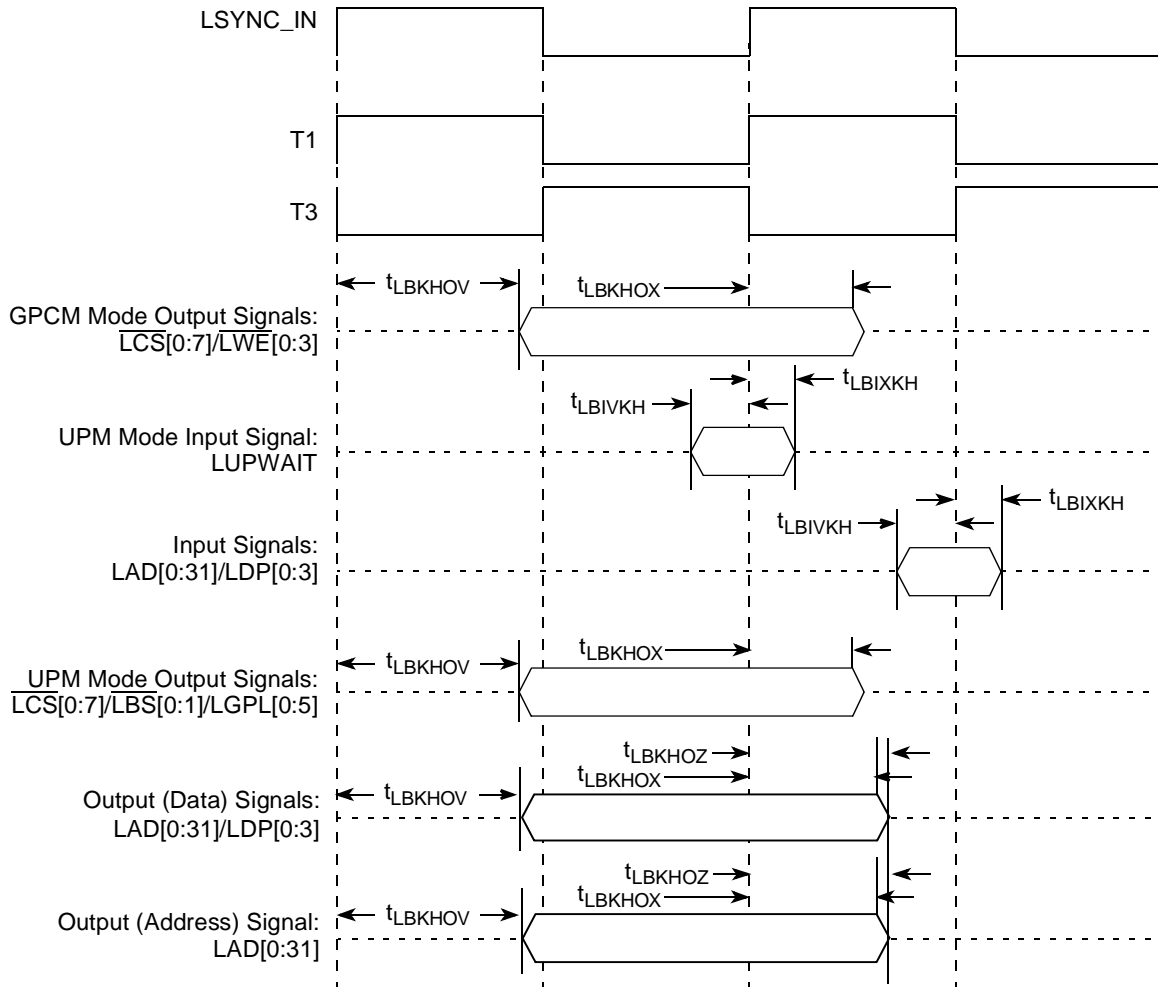 LSYNC_IN
T1
T3
tLBKHOV
tLBKHOX
GPCM Mode Output Signals:
LCS[0:7]/LWE[0:3]
tLBIXKH
tLBIVKH
UPM Mode Input Signal:
LUPWAIT
tLBIXKH
tLBIVKH
Input Signals:
LAD[0:31]/LDP[0:3]
tLBKHOX
tLBKHOV
UPM Mode Output Signals:
LCS[0:7]/LBS[0:1]/LGPL[0:5]
tLBKHOZ
tLBKHOX
tLBKHOV
Output (Data) Signals:
LAD[0:31]/LDP[0:3]
tLBKHOZ
tLBKHOX
tLBKHOV
Output (Address) Signal:
LAD[0:31]